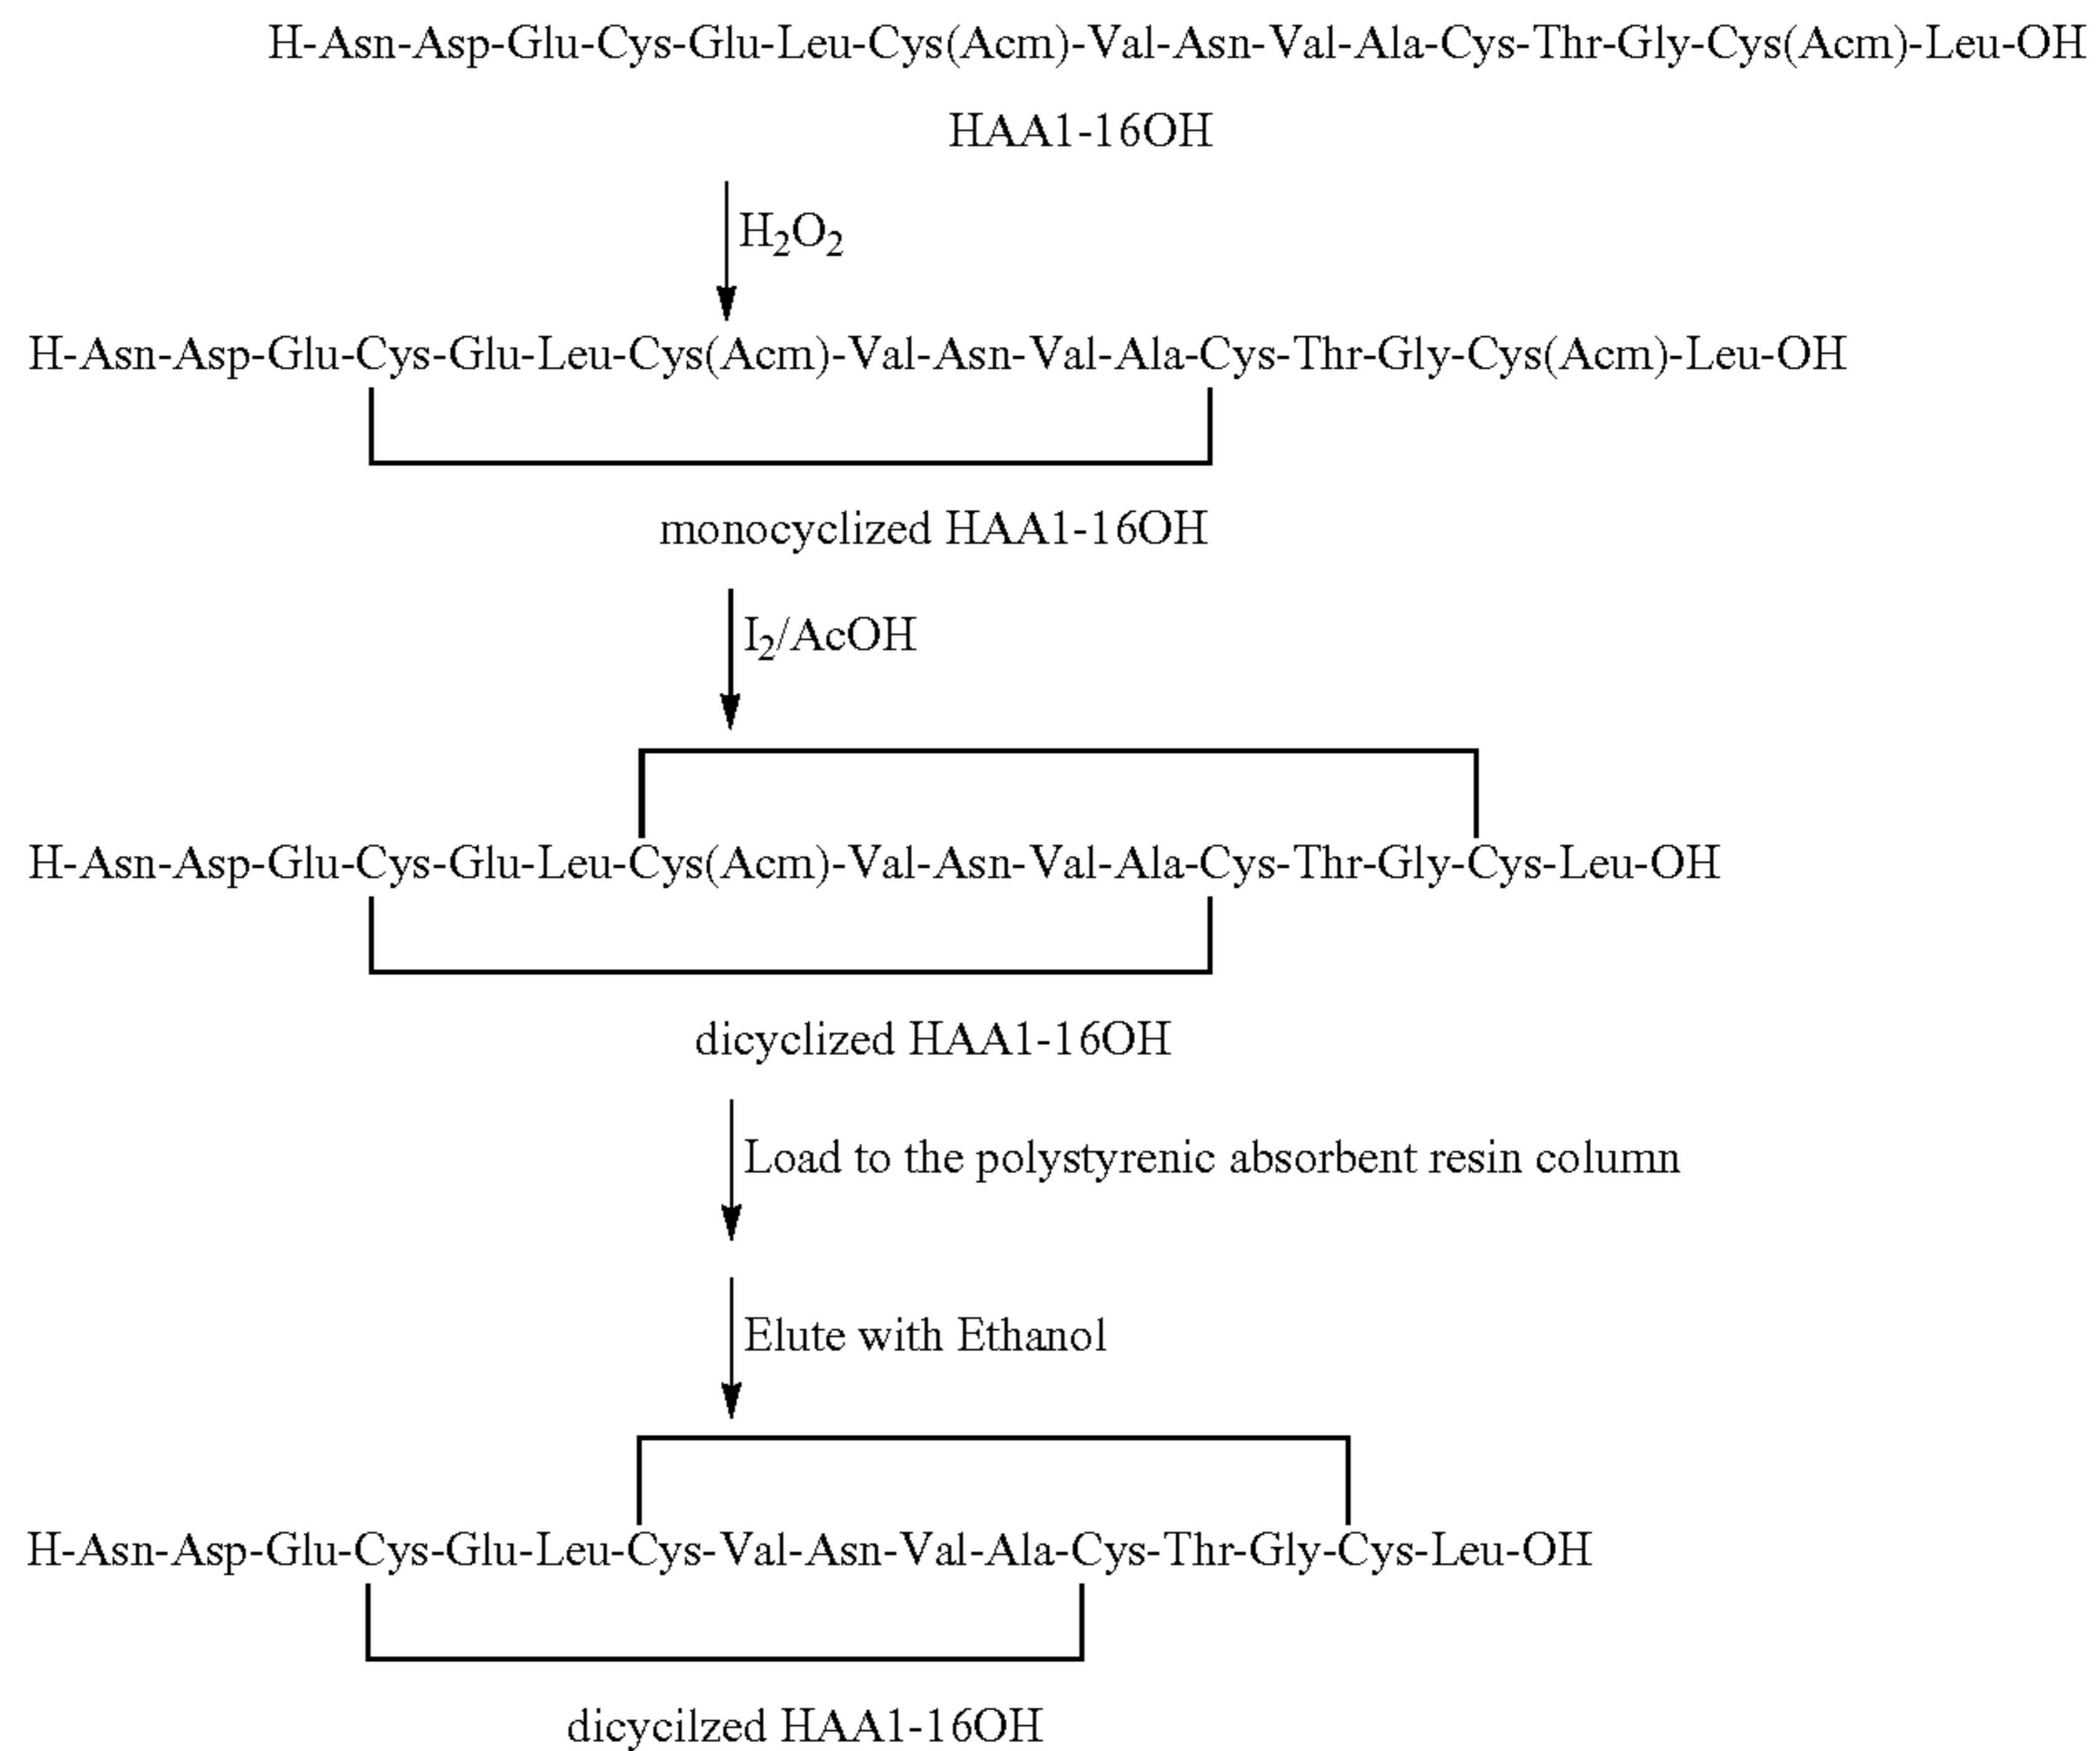 H-Asn-Asp-Glu-Cys-Glu-Leu-Cys(Acm)-Val-Asn-Val-Ala-Cys-Thr-Gly-Cys(Acm)-Leu-OH
HAA1-16OH
H₂O₂
H-Asn-Asp-Glu-Cys-Glu-Leu-Cys(Acm)-Val-Asn-Val-Ala-Cys-Thr-Gly-Cys(Acm)-Leu-OH
monocyclized HAA1-16OH
I₂/AcOH
H-Asn-Asp-Glu-Cys-Glu-Leu-Cys(Acm)-Val-Asn-Val-Ala-Cys-Thr-Gly-Cys-Leu-OH
dicyclized HAA1-16OH
Load to the polystyrenic absorbent resin column
Elute with Ethanol
H-Asn-Asp-Glu-Cys-Glu-Leu-Cys-Val-Asn-Val-Ala-Cys-Thr-Gly-Cys-Leu-OH
dicycilzed HAA1-16OH